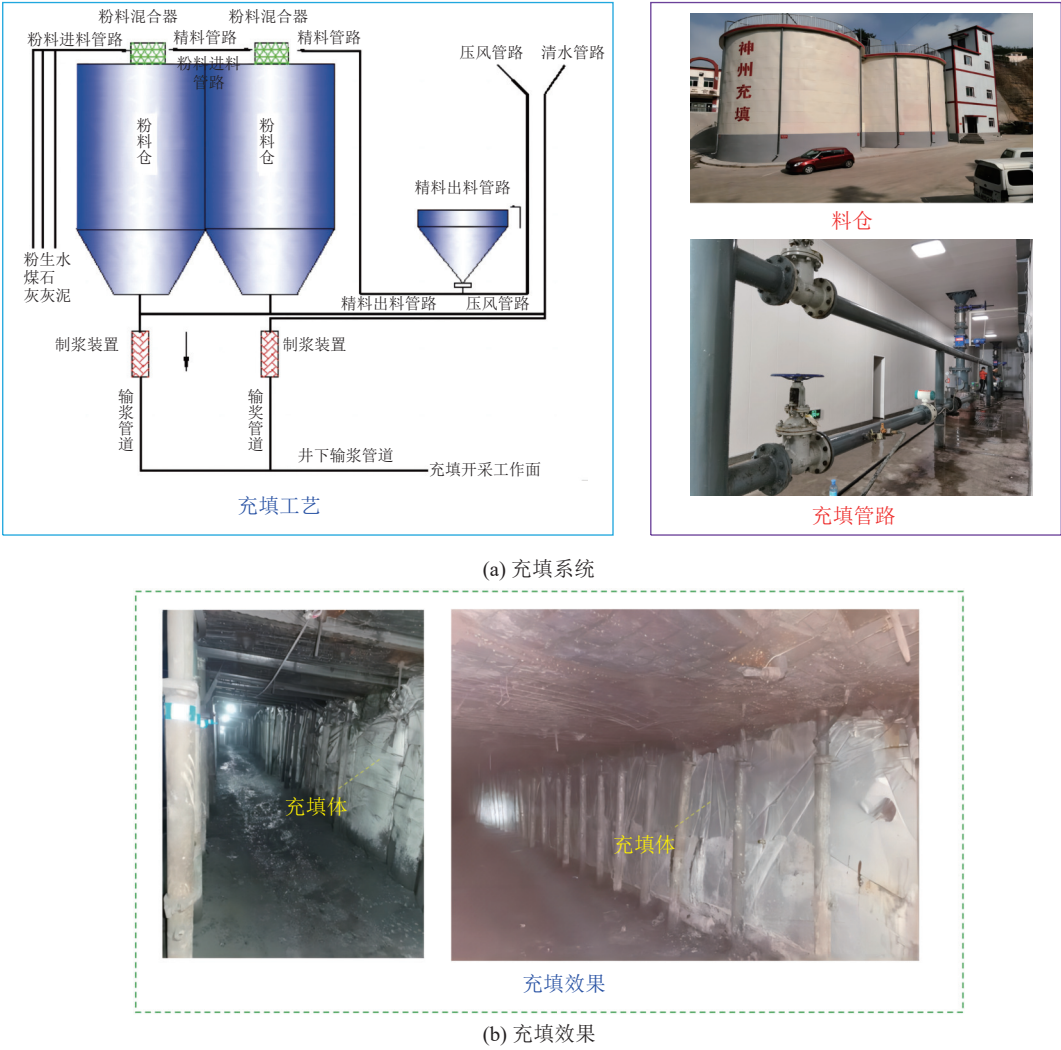 粉料混合器
粉料混合器
粉料进料管路
精料管路
精料管路
粉料进料
管路
压风管路
清水管路
粉料仓
粉料仓
精料出料管路
粉生水
煤石
灰灰泥
精料出料管路
压风管路
制浆装置
制浆装置
输浆管道
输奖管道
井下输浆管道
充填开采工作面
充填工艺
神州充填
料仓
充填管路
(a) 充填系统
充填体
充填体
充填效果
(b) 充填效果